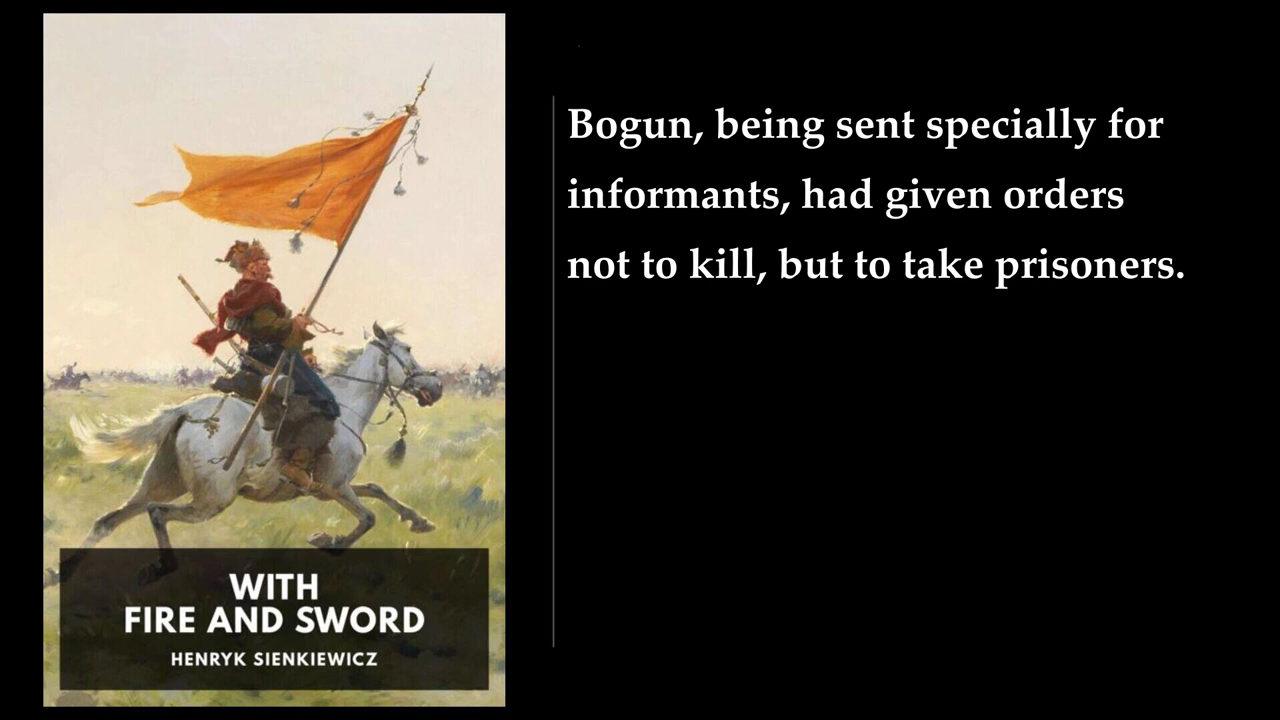 Bogun, being sent specially for
informants, had given orders
not to kill, but to take prisoners.
WITH
FIRE AND SWORD
HENRYK SIENKIEWICZ